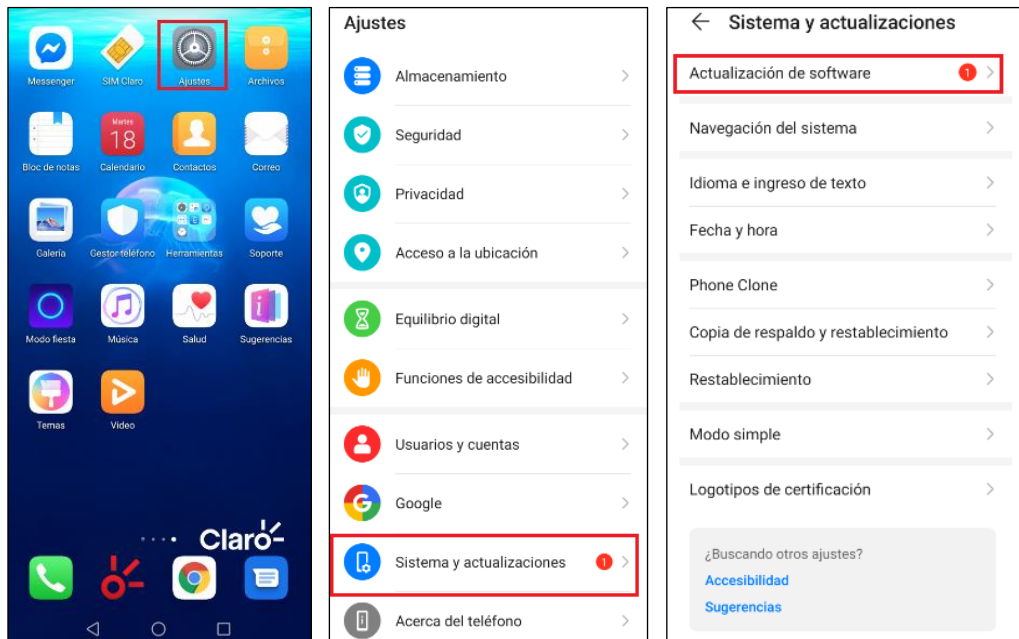 Messenger
SIM Claro
Ajustes
Archivos
Martes
18
Bloc de notas
Calendario
Contactos
Correo
Galería
Gestor teléfono
Herramientas
Soporte
Modo fiesta
Música
Salud
Sugerencias
Temas
Video
Claro
Ajustes
Almacenamiento
Seguridad
Privacidad
Acceso a la ubicación
Equilibrio digital
Funciones de accesibilidad
Usuarios y cuentas
G
Google
Sistema y actualizaciones 1
Acerca del teléfono
Sistema y actualizaciones
Actualización de software 1
Navegación del sistema
Idioma e ingreso de texto
Fecha y hora
Phone Clone
Copia de respaldo y restablecimiento
Restablecimiento
Modo simple
Logotipos de certificación
¿Buscando otros ajustes?
Accesibilidad
Sugerencias